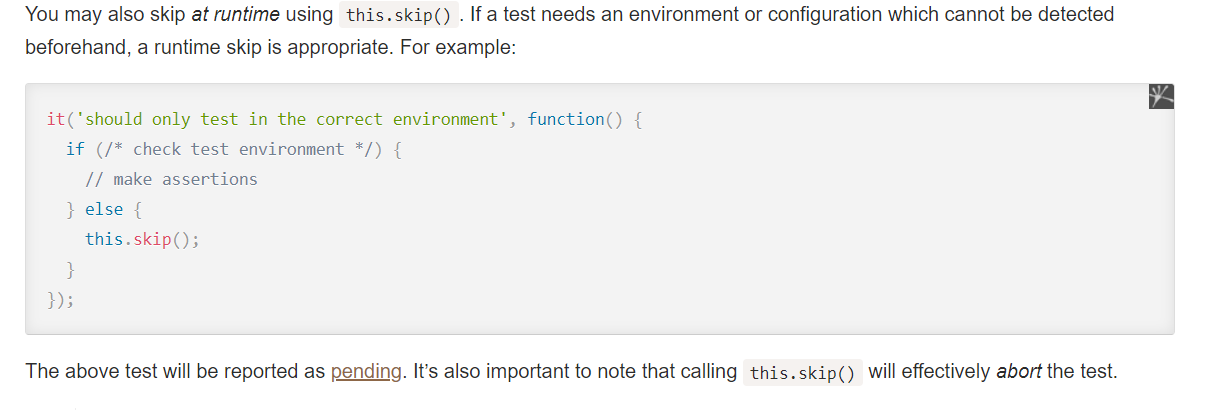 You may also skip at runtime using this.skip() . If a test needs an environment or configuration which cannot be detected
beforehand, a runtime skip is appropriate. For example:
it('should only test in the correct environment', function() {
  if (/* check test environment */) {
    // make assertions
  } else {
    this.skip();
  }
});
The above test will be reported as pending. It’s also important to note that calling this.skip() will effectively abort the test.